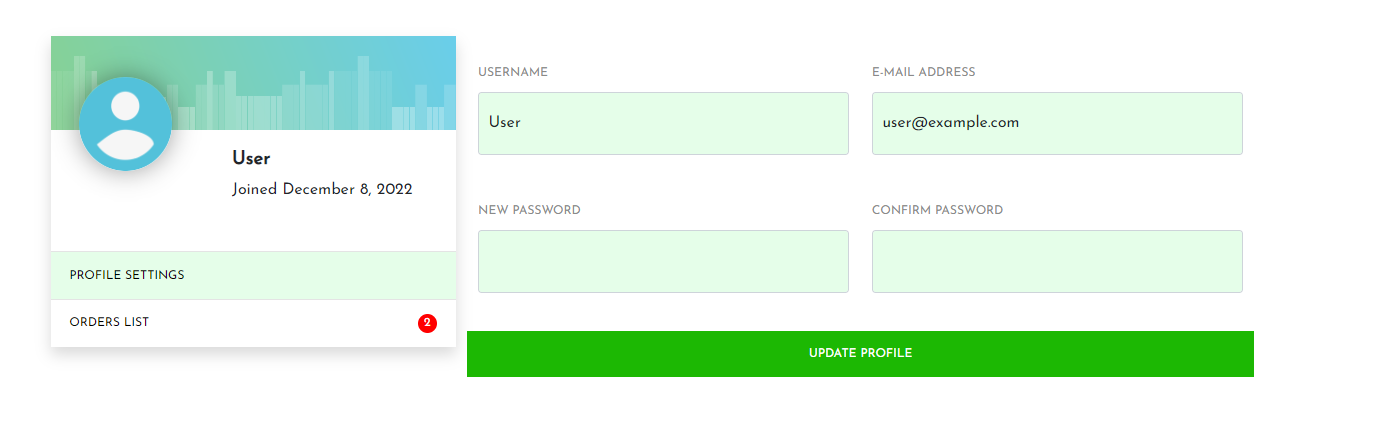 User
Joined December 8, 2022
PROFILE SETTINGS
ORDERS LIST 2
USERNAME E-MAIL ADDRESS
User user@example.com
NEW PASSWORD CONFIRM PASSWORD
UPDATE PROFILE